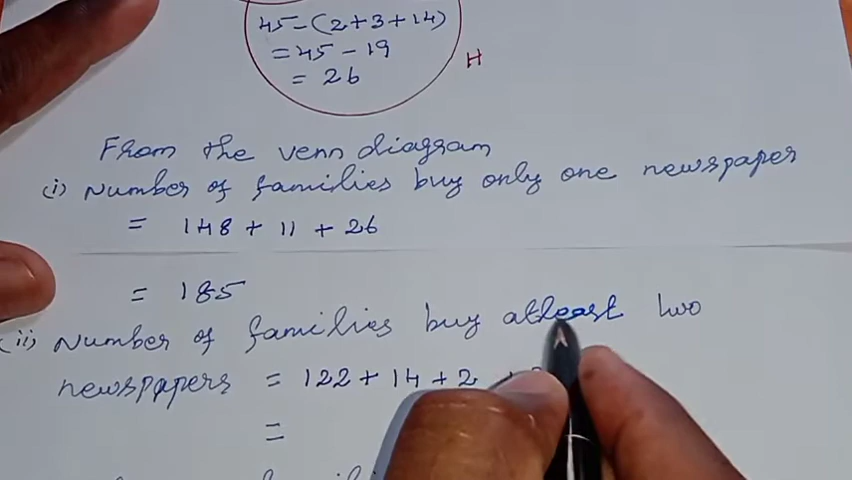 45-(2+3+14)
=45-19
= 26
H
From the venn diagram
(i) Number of families buy only one newspaper
= 148 + 11 + 26
= 185
(ii) Number of families buy atleast two
newspapers = 122 + 14 + 2 +
=